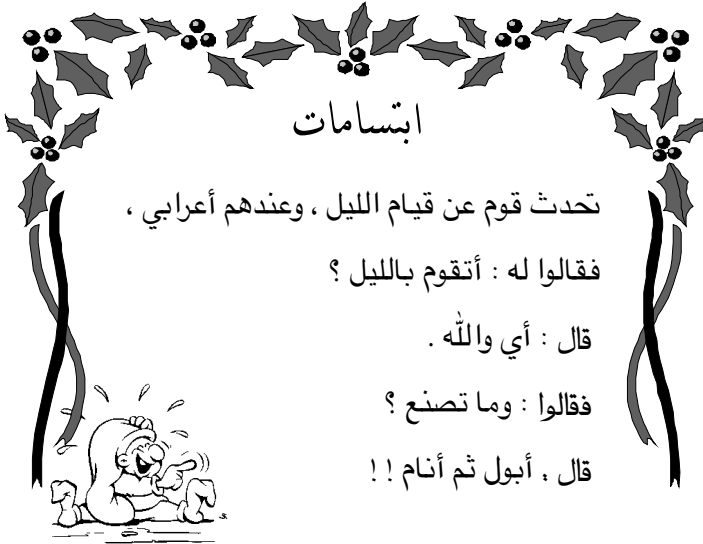 ابتسامات
تحدث قوم عن قيام الليل ، وعندهم أعرابي ،
فقالوا له : أتقوم بالليل ؟
قال : أي والله .
فقالوا : وما تصنع ؟
قال : أبول ثم أنام ! !